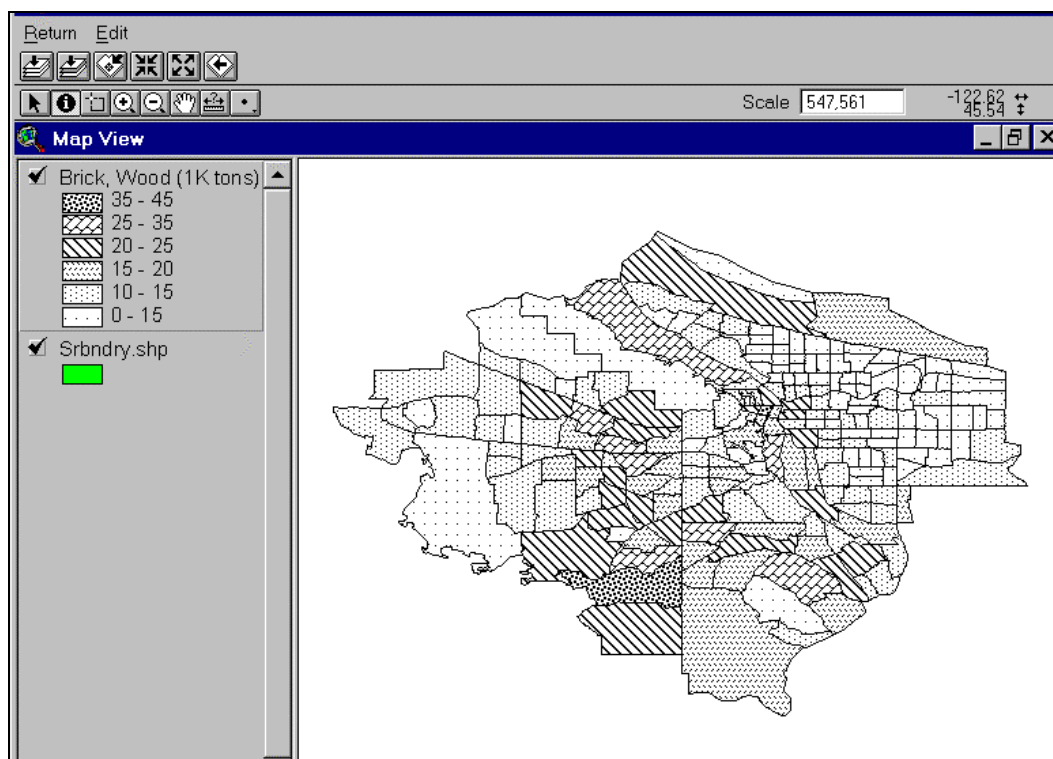 Return Edit
Scale 547,561 -122.62
45.54
Map View
Brick, Wood (1K tons)
35 - 45
25 - 35
20 - 25
15 - 20
10 - 15
0 - 15
Srbndry.shp